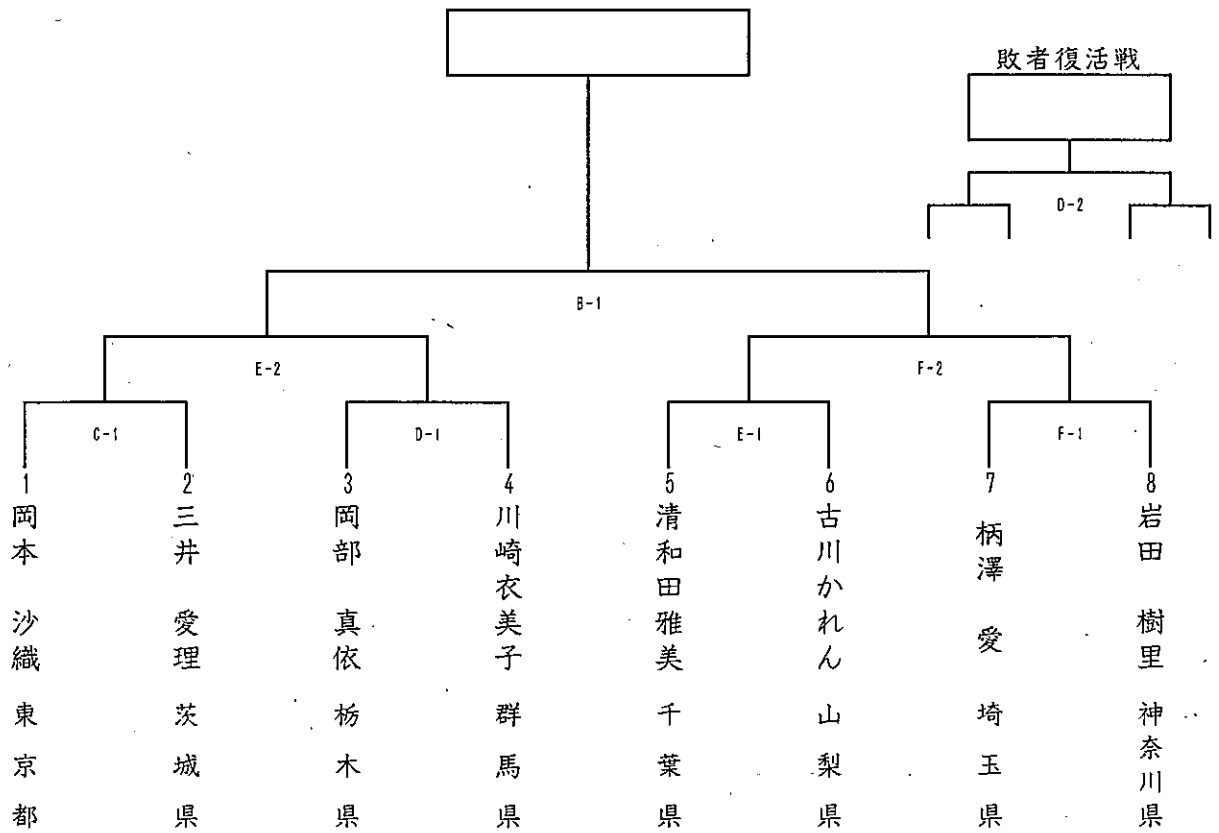 敗者復活戦
D-2
B-1
E-2
F-2
C-1
D-1
E-1
F-1
1
岡本 沙織
東京都
2
三井 愛理
茨城県
3
岡部 真依
栃木県
4
川崎衣美子
群馬県
5
清和田雅美
千葉県
6
古川かれん
山梨県
7
柄澤 愛
埼玉県
8
岩田 樹里
神奈川県